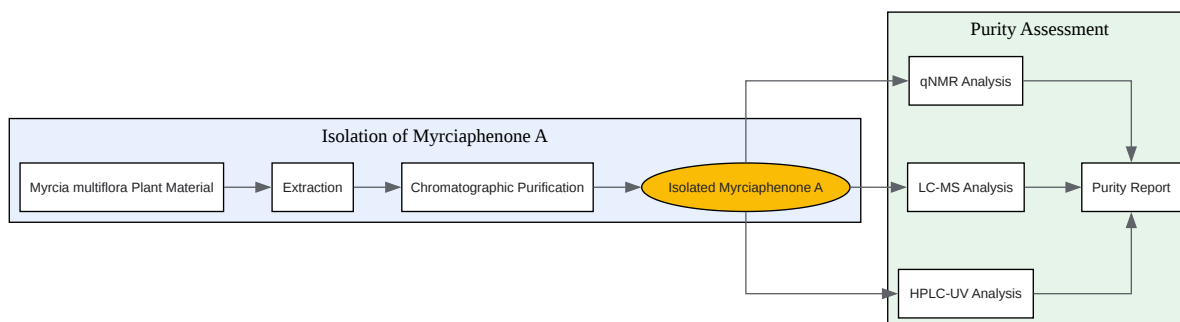 Purity Assessment
qNMR Analysis
Isolation of Myrciaphenone A
Myrcia multiflora Plant Material
Extraction
Chromatographic Purification
Isolated Myrciaphenone A
LC-MS Analysis
Purity Report
HPLC-UV Analysis